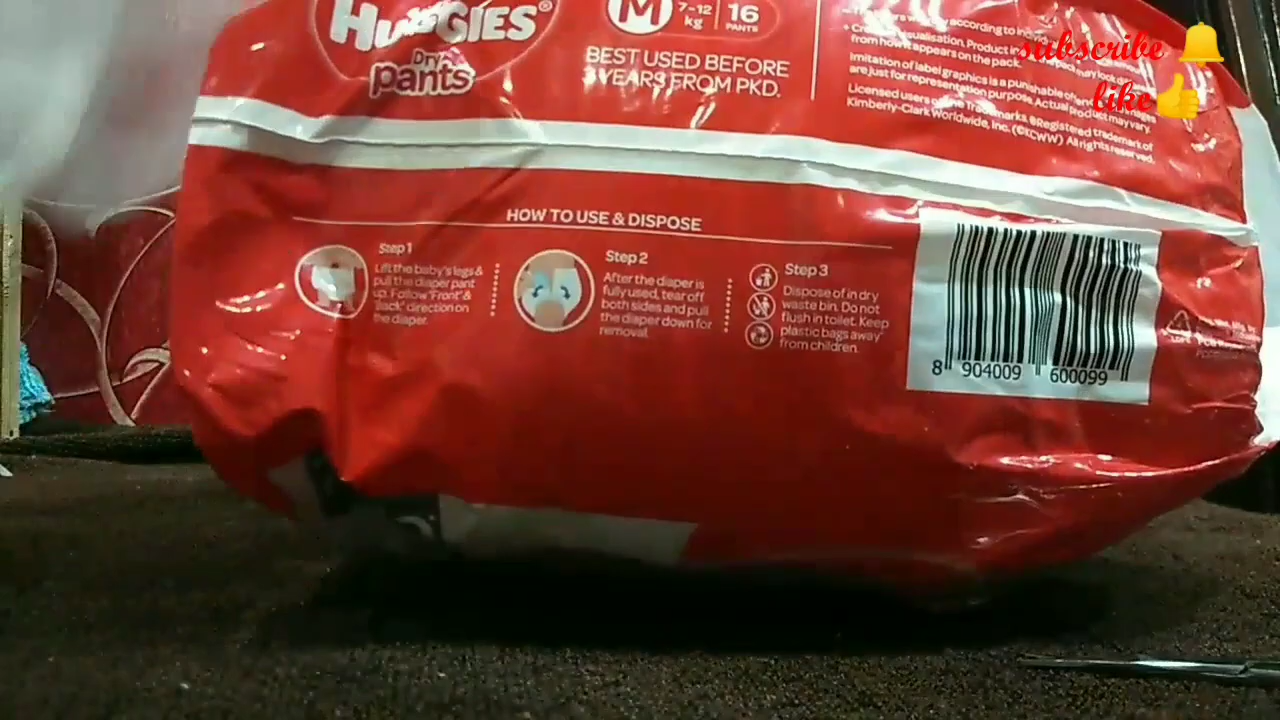 HUGGIES®
Dry
pants
M
7-12
kg
16
PANTS
BEST USED BEFORE
3 YEARS FROM PKD.
according to
visualisation. Product in
pack may look
from how it appears on the pack.
Imitation of label graphics is a punishable offence.
are just for representation purpose. Actual product may vary.
Licensed users of the Trademarks. ®Registered trademark of
Kimberly-Clark Worldwide, Inc. (©KCWW) All rights reserved.
subscribe
like
HOW TO USE & DISPOSE
Step 1
Lift the baby's legs &
pull the diaper pant
up. Follow "Front" &
"Back" direction on
the diaper.
Step 2
After the diaper is
fully used, tear off
both sides and pull
the diaper down for
removal.
Step 3
Dispose of in dry
waste bin. Do not
flush in toilet. Keep
plastic bags away
from children.
8 904009 600099